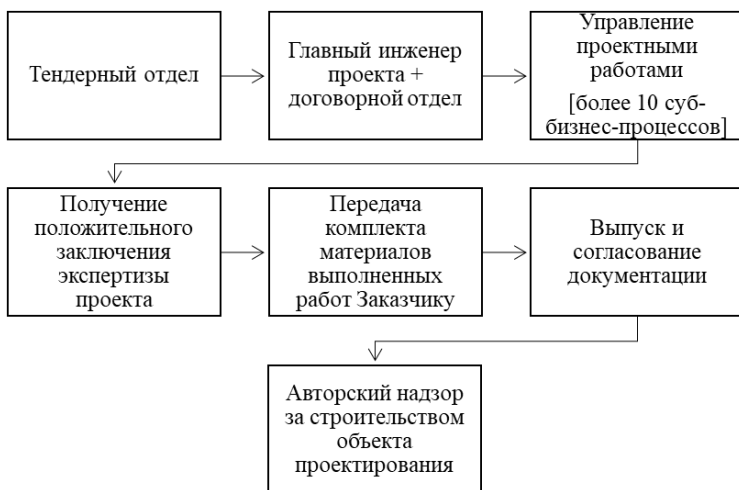 Тендерный отдел
Главный инженер
проекта +
договорной отдел
Управление
проектными
работами
[более 10 суб-
бизнес-процессов]
Получение
положительного
заключения
экспертизы
проекта
Передача
комплекта
материалов
выполненных
работ Заказчику
Выпуск и
согласование
документации
Авторский надзор
за строительством
объекта
проектирования